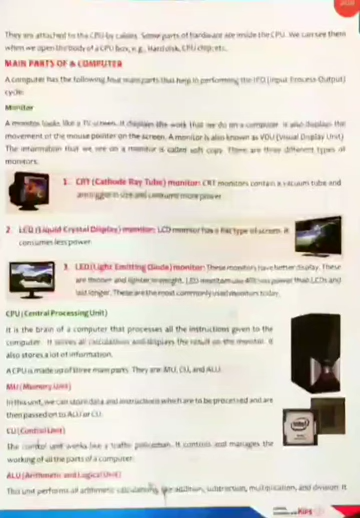 They are attached to the CPU by cables. Some parts of hardware are inside the CPU. We can see them
when we open the body of a CPU box, e.g., Hard disk, CPU chip, etc.
MAIN PARTS OF A COMPUTER
A computer has the following four main parts that help in performing the IPO (Input Process Output)
cycle.
Monitor
A monitor looks like a TV screen. It displays the work that we do on a computer. It also displays the
movement of the mouse pointer on the screen. A monitor is also known as VDU (Visual Display Unit).
The information that we see on a monitor is called soft copy. There are three different types of
monitors.
1. CRT (Cathode Ray Tube) monitor: CRT monitors contain a vacuum tube and
are bigger in size and consume more power.
2. LCD (Liquid Crystal Display) monitor: LCD monitor has a flat type of screen. It
consumes less power.
3. LED (Light Emitting Diode) monitor: These monitors have better display. These
are thinner and lighter in weight. LED monitors use 40% less power than LCDs and
last longer. These are the most commonly used monitors today.
CPU (Central Processing Unit)
It is the brain of a computer that processes all the instructions given to the
computer. It solves all calculations and displays the result on the monitor. It
also stores a lot of information.
A CPU is made up of three main parts. They are: MU, CU, and ALU.
MU (Memory Unit)
In this unit, we can store data and instructions which are to be processed and are
then passed on to ALU or CU.
CU (Control Unit)
The control unit works like a traffic policeman. It controls and manages the
working of all the parts of a computer.
intel
ALU (Arithmetic and Logical Unit)
This unit performs all arithmetic calculations, like addition, subtraction, multiplication, and division. It